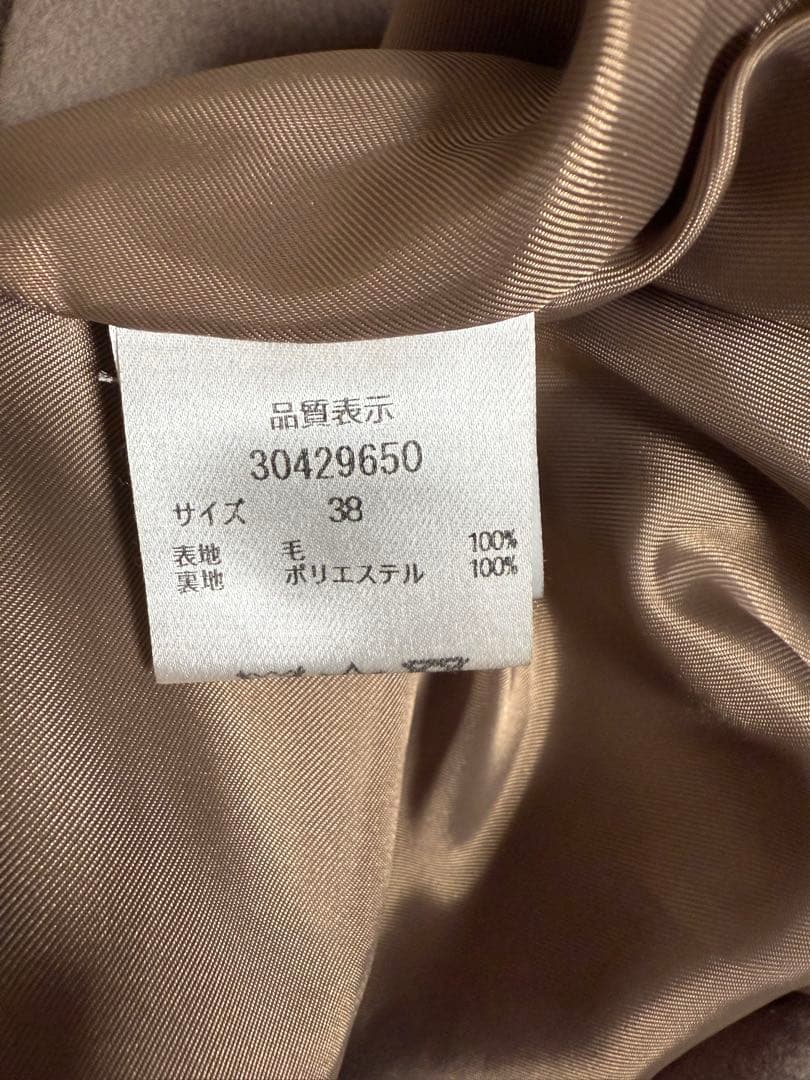 品質表示
30429650
サイズ 38
表地 毛 100%
裏地 ポリエステル 100%